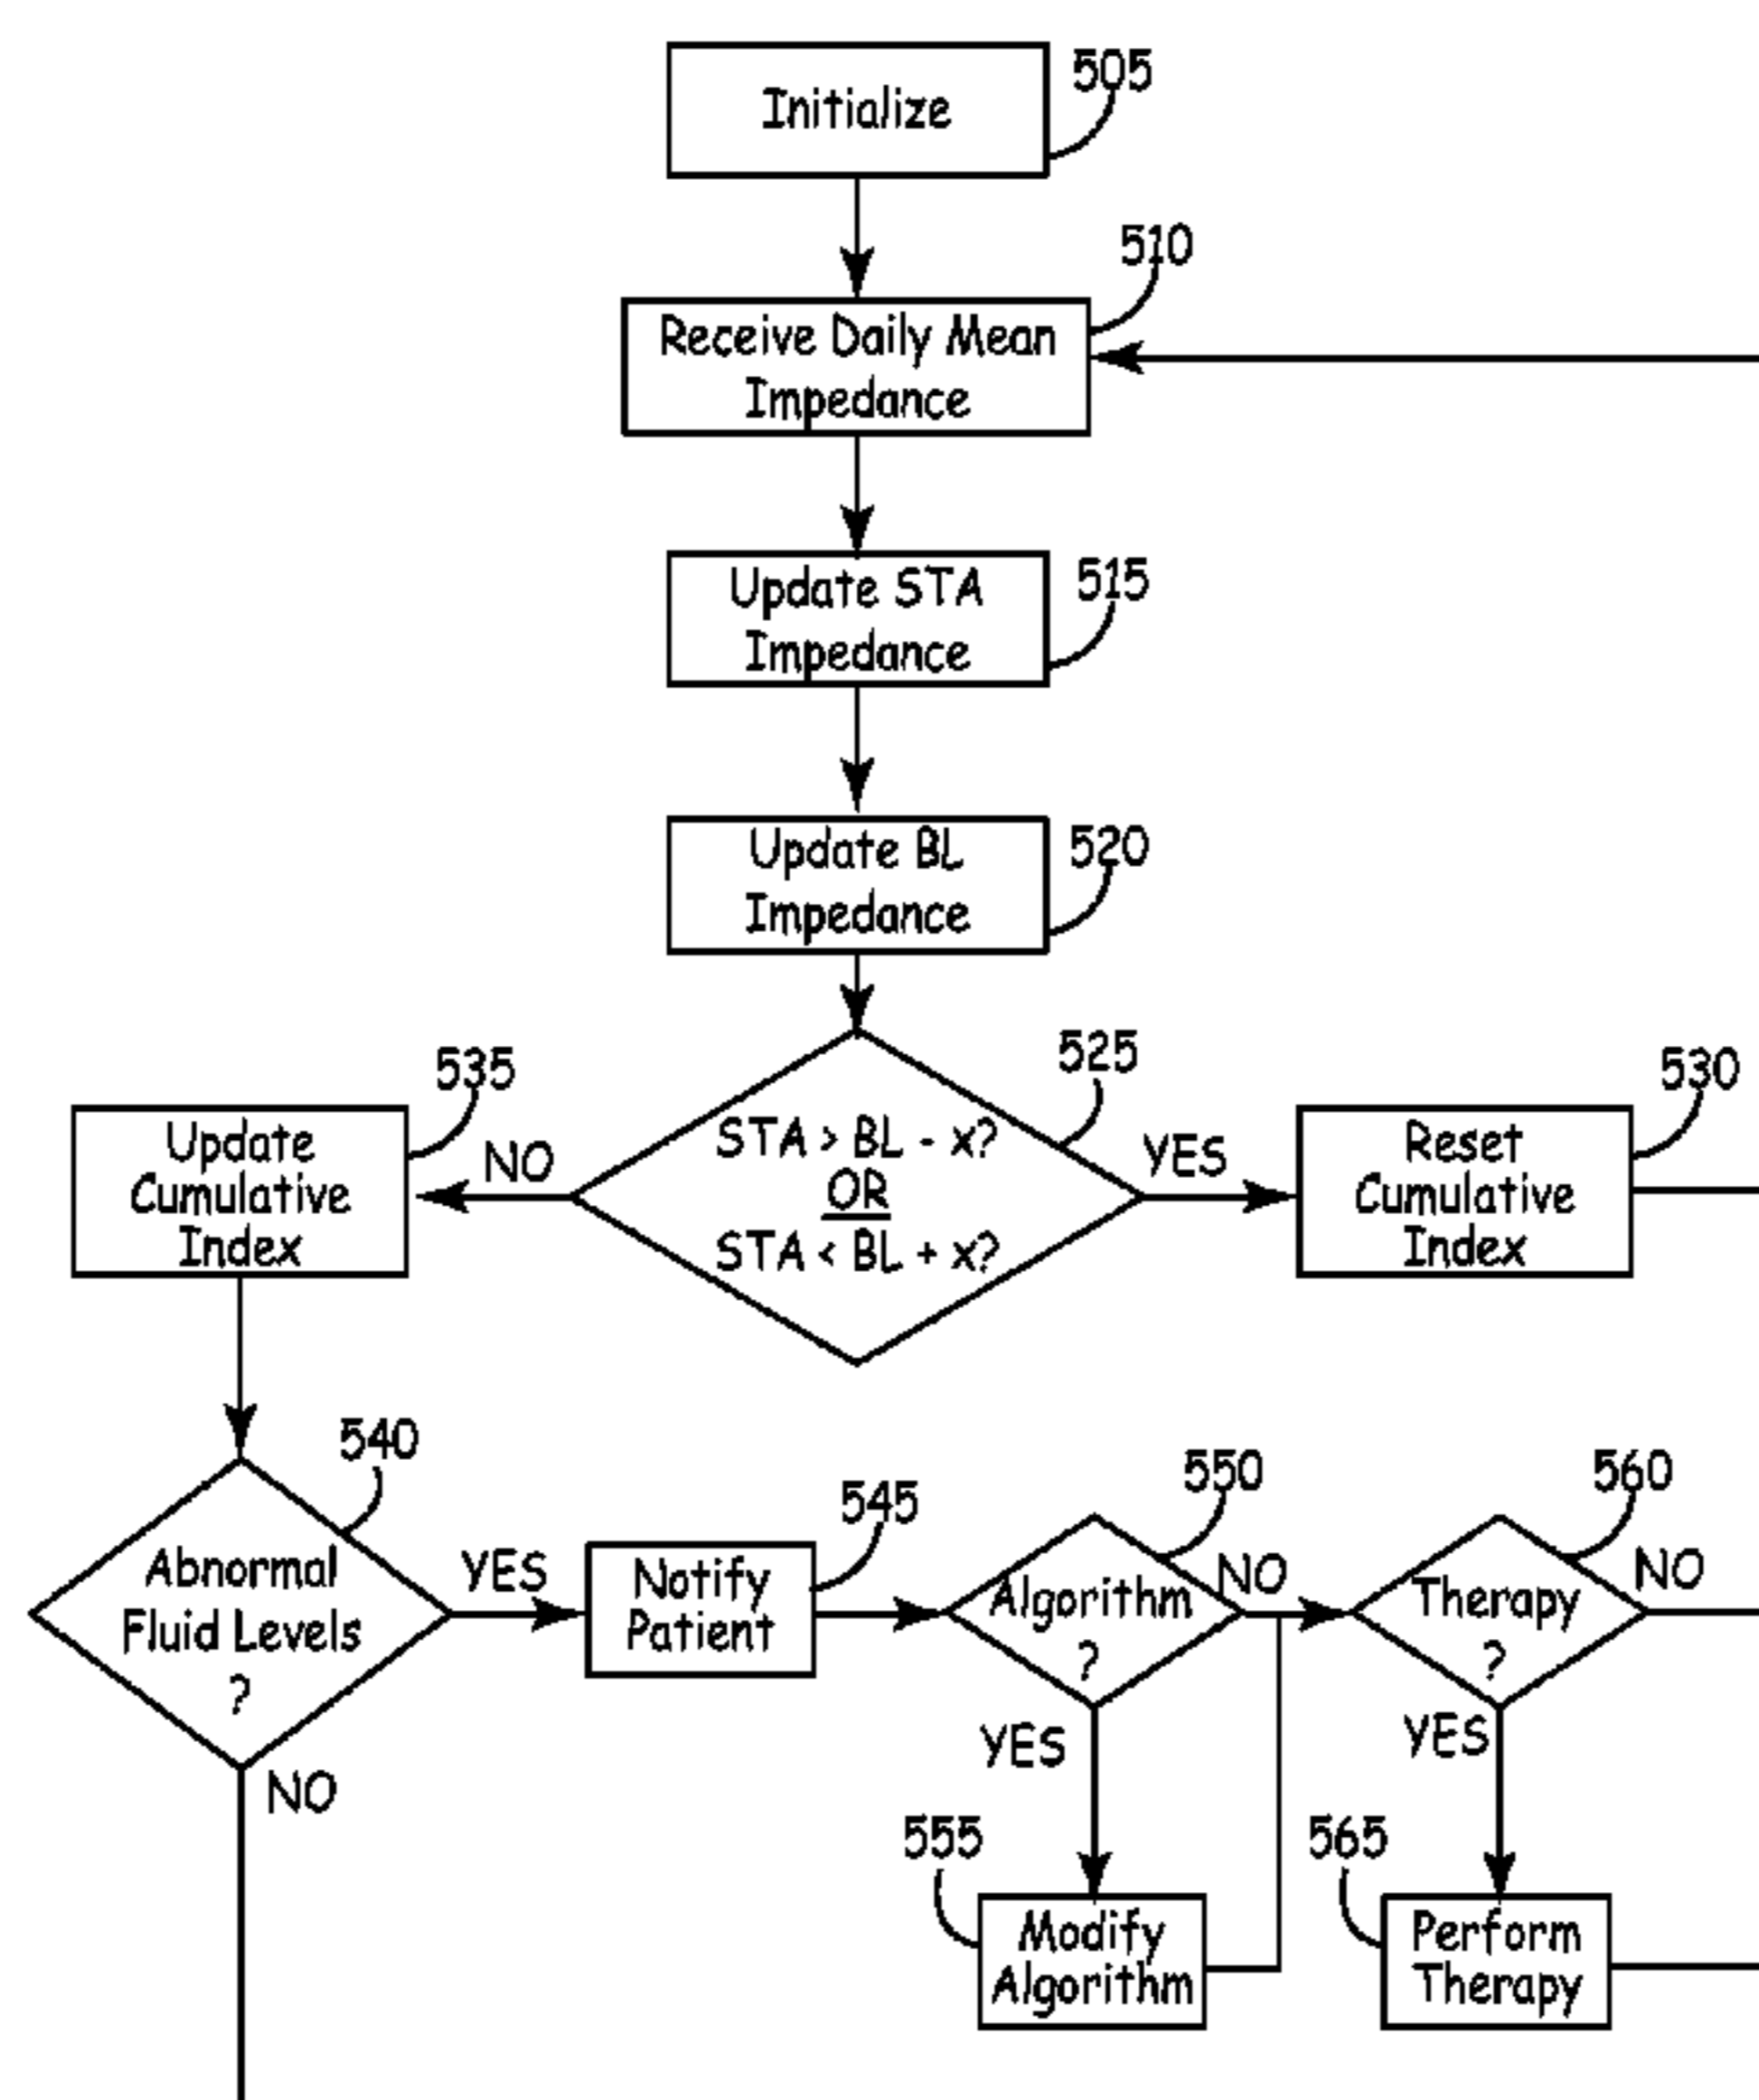 505
Initialize
510
Receive Daily Mean
Impedance
515
Update STA
Impedance
520
Update BL
Impedance
525
535
530
Update
Cumulative
Index
NO
STA > BL - x?
OR
STA < BL + x?
YES
Reset
Cumulative
Index
540
Abnormal
Fluid Levels
?
YES
NO
545
Notify
Patient
550
Algorithm
?
NO
YES
560
Therapy
?
NO
YES
555
Modify
Algorithm
565
Perform
Therapy